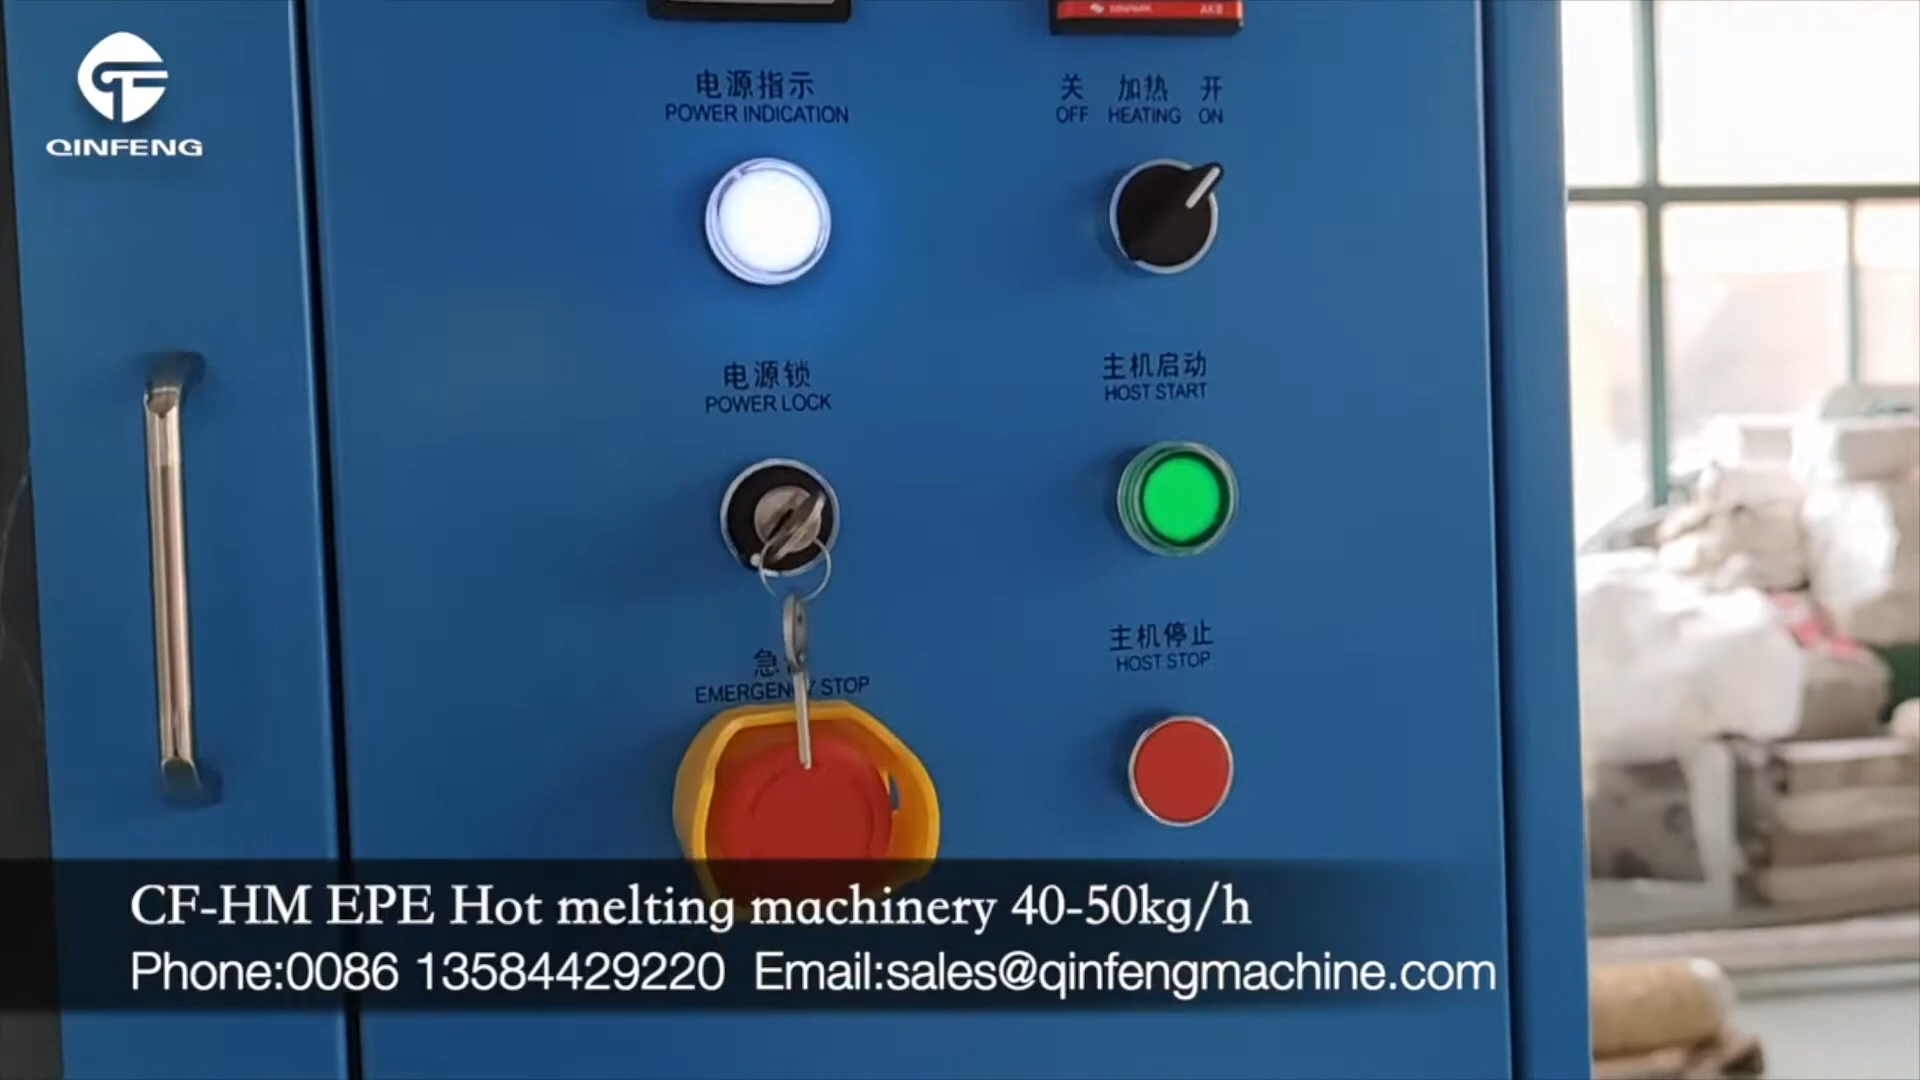 QINFENG
AK6
电源指示
POWER INDICATION
关 加热 开
OFF HEATING ON
电源锁
POWER LOCK
主机启动
HOST START
急
EMERGENCY STOP
主机停止
HOST STOP
CF-HM EPE Hot melting machinery 40-50kg/h
Phone:0086 13584429220 Email:sales@qinfengmachine.com